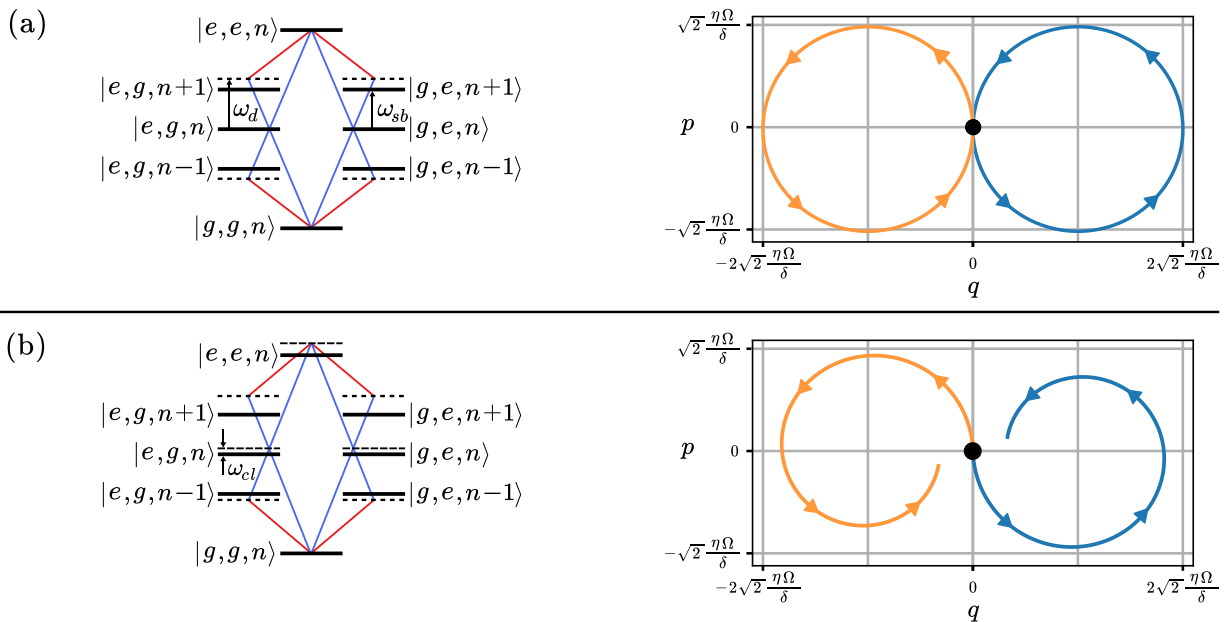 (a)
|e,e,n⟩
|e,g,n+1⟩ |g,e,n+1⟩
ω_d ω_sb
|e,g,n⟩ |g,e,n⟩
|e,g,n−1⟩ |g,e,n−1⟩
|g,g,n⟩
√2 ηΩ/δ
p 0
−√2 ηΩ/δ
−2√2 ηΩ/δ 0 2√2 ηΩ/δ
q
(b)
|e,e,n⟩
|e,g,n+1⟩ |g,e,n+1⟩
|e,g,n⟩ |g,e,n⟩
ω_cl
|e,g,n−1⟩ |g,e,n−1⟩
|g,g,n⟩
√2 ηΩ/δ
p 0
−√2 ηΩ/δ
−2√2 ηΩ/δ 0 2√2 ηΩ/δ
q